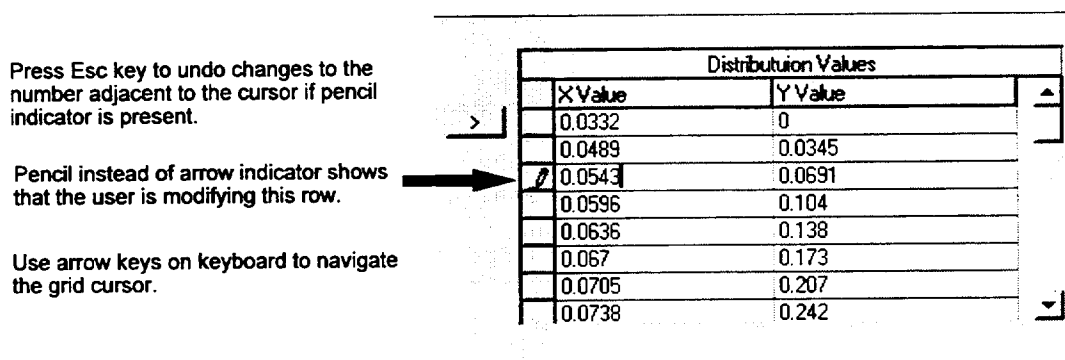 Press Esc key to undo changes to the
number adjacent to the cursor if pencil
indicator is present.
Pencil instead of arrow indicator shows
that the user is modifying this row.
Use arrow keys on keyboard to navigate
the grid cursor.
>
Distributuion Values
X Value Y Value
0.0332 0
0.0489 0.0345
0.0543 0.0691
0.0596 0.104
0.0636 0.138
0.067 0.173
0.0705 0.207
0.0738 0.242